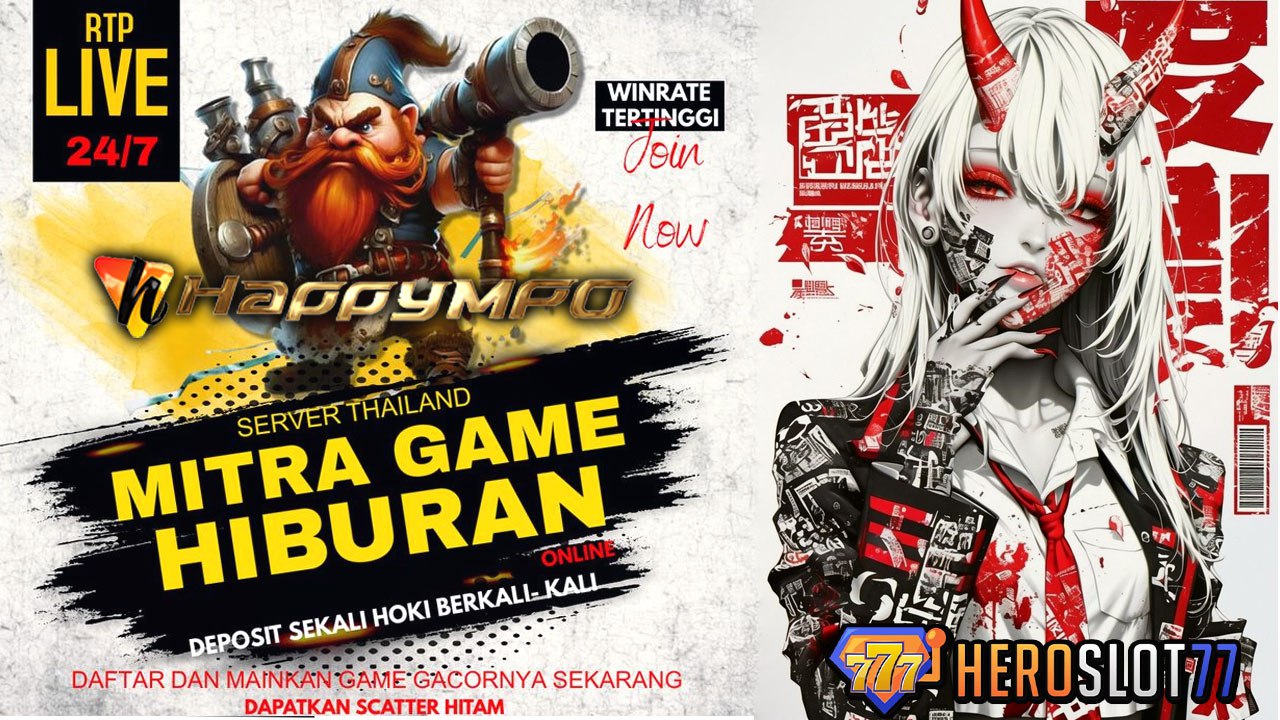 RTP
LIVE
24/7
WINRATE
TERTINGGI
Join
Now
h HAPPYMPO
SERVER THAILAND
MITRA GAME
HIBURAN
ONLINE
DEPOSIT SEKALI HOKI BERKALI- KALI
DAFTAR DAN MAINKAN GAME GACORNYA SEKARANG
DAPATKAN SCATTER HITAM
777 HEROSLOT77